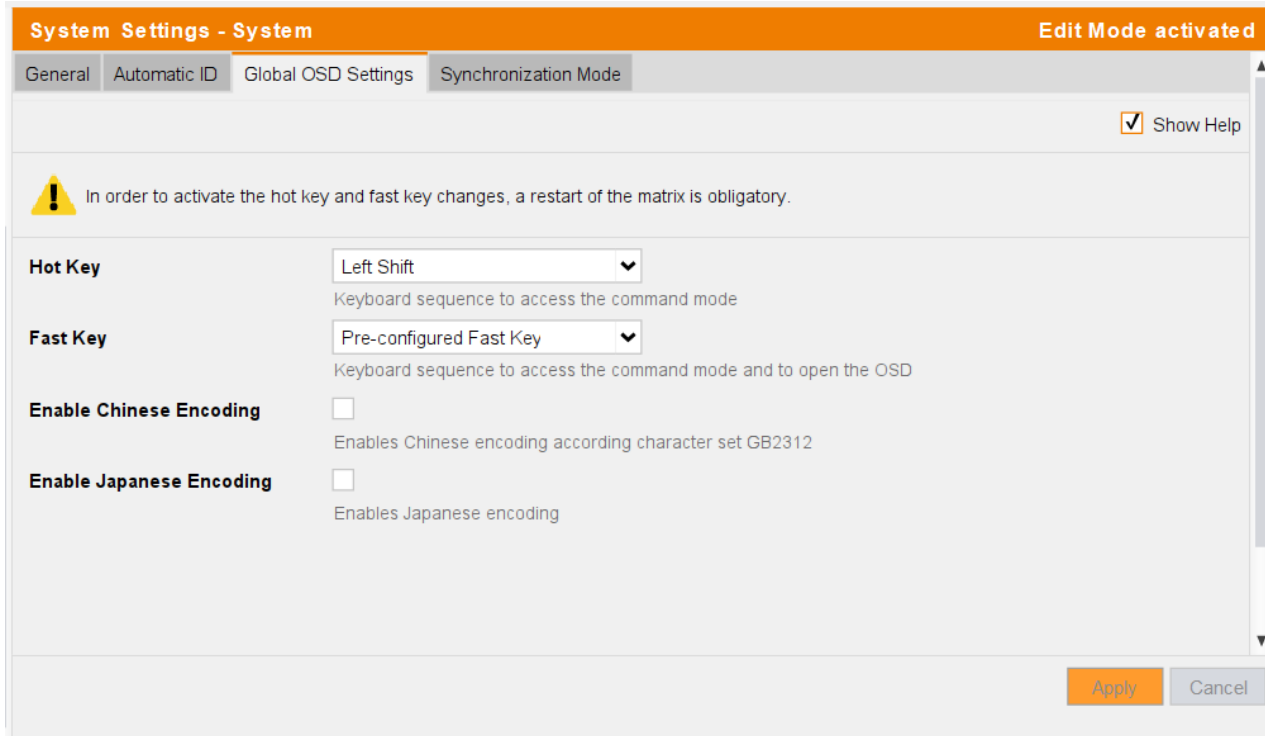 System Settings - System Edit Mode activated
General Automatic ID Global OSD Settings Synchronization Mode
Show Help
In order to activate the hot key and fast key changes, a restart of the matrix is obligatory.
Hot Key Left Shift
Keyboard sequence to access the command mode
Fast Key Pre-configured Fast Key
Keyboard sequence to access the command mode and to open the OSD
Enable Chinese Encoding
Enables Chinese encoding according character set GB2312
Enable Japanese Encoding
Enables Japanese encoding
Apply Cancel